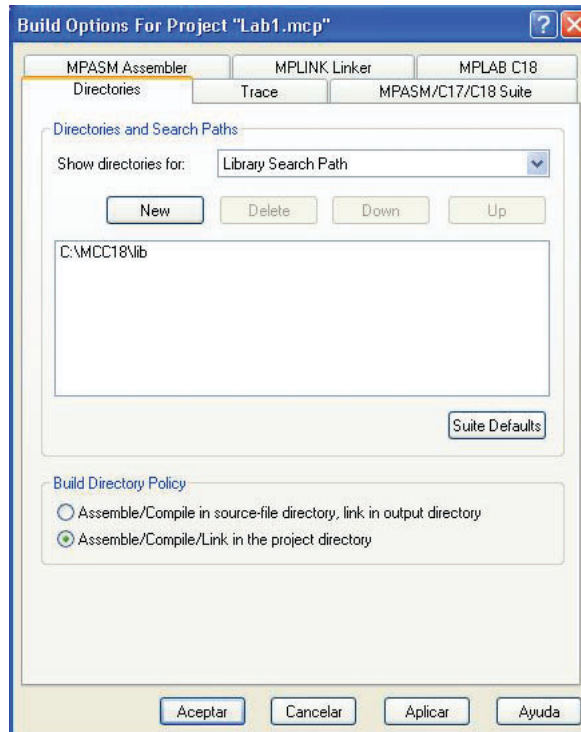 Build Options For Project "Lab1.mcp"
MPASM Assembler MPLINK Linker MPLAB C18
Directories Trace MPASM/C17/C18 Suite
Directories and Search Paths
Show directories for: Library Search Path
New Delete Down Up
C:\MCC18\lib
Suite Defaults
Build Directory Policy
Assemble/Compile in source-file directory, link in output directory
Assemble/Compile/Link in the project directory
Aceptar Cancelar Aplicar Ayuda